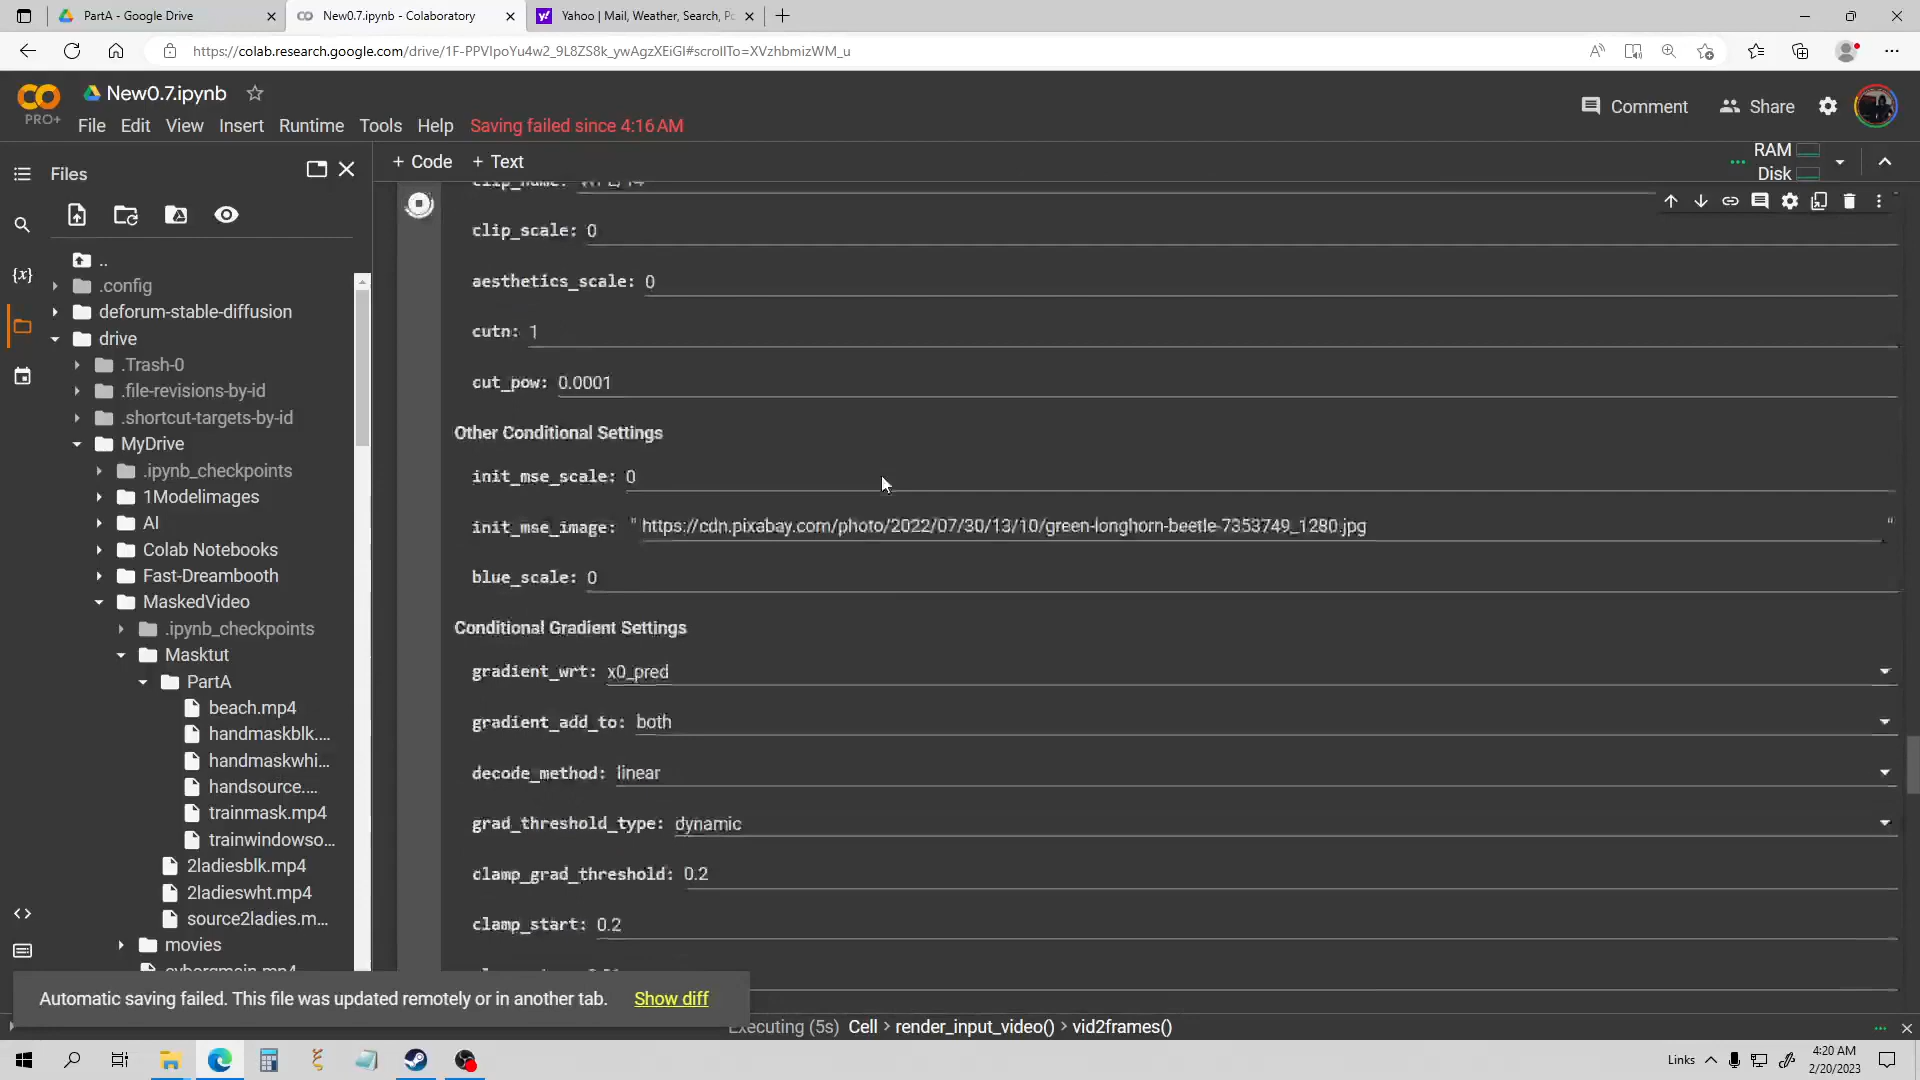 PartA - Google Drive
New0.7.ipynb - Colaboratory
Yahoo | Mail, Weather, Search, Po
https://colab.research.google.com/drive/1F-PPVIpoYu4w2_9L8ZS8k_ywAgzXEiGI#scrollTo=XVzhbmizWM_u
CO
PRO+
New0.7.ipynb
Comment
Share
File Edit View Insert Runtime Tools Help Saving failed since 4:16 AM
Files
+ Code + Text
RAM
Disk
..
.config
deforum-stable-diffusion
drive
.Trash-0
.file-revisions-by-id
.shortcut-targets-by-id
MyDrive
.ipynb_checkpoints
1Modelimages
AI
Colab Notebooks
Fast-Dreambooth
MaskedVideo
.ipynb_checkpoints
Masktut
PartA
beach.mp4
handmaskblk....
handmaskwhi...
handsource....
trainmask.mp4
trainwindowso...
2ladiesblk.mp4
2ladieswht.mp4
source2ladies.m...
movies
cyborgmain.mp4
{x}
<>
clip_name:
clip_scale: 0
aesthetics_scale: 0
cutn: 1
cut_pow: 0.0001
Other Conditional Settings
init_mse_scale: 0
init_mse_image: " https://cdn.pixabay.com/photo/2022/07/30/13/10/green-longhorn-beetle-7353749_1280.jpg "
blue_scale: 0
Conditional Gradient Settings
gradient_wrt: x0_pred
gradient_add_to: both
decode_method: linear
grad_threshold_type: dynamic
clamp_grad_threshold: 0.2
clamp_start: 0.2
Automatic saving failed. This file was updated remotely or in another tab. Show diff
Executing (5s) Cell > render_input_video() > vid2frames()
Links
4:20 AM
2/20/2023